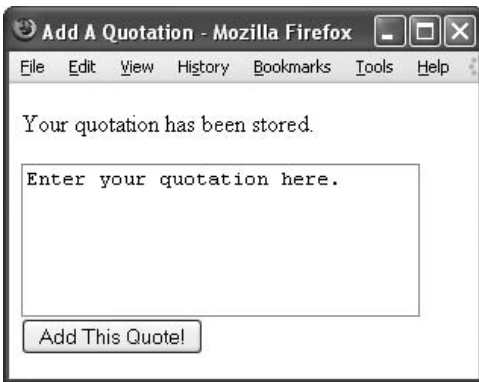 Add A Quotation - Mozilla Firefox
File Edit View History Bookmarks Tools Help
Your quotation has been stored.
Enter your quotation here.
Add This Quote!